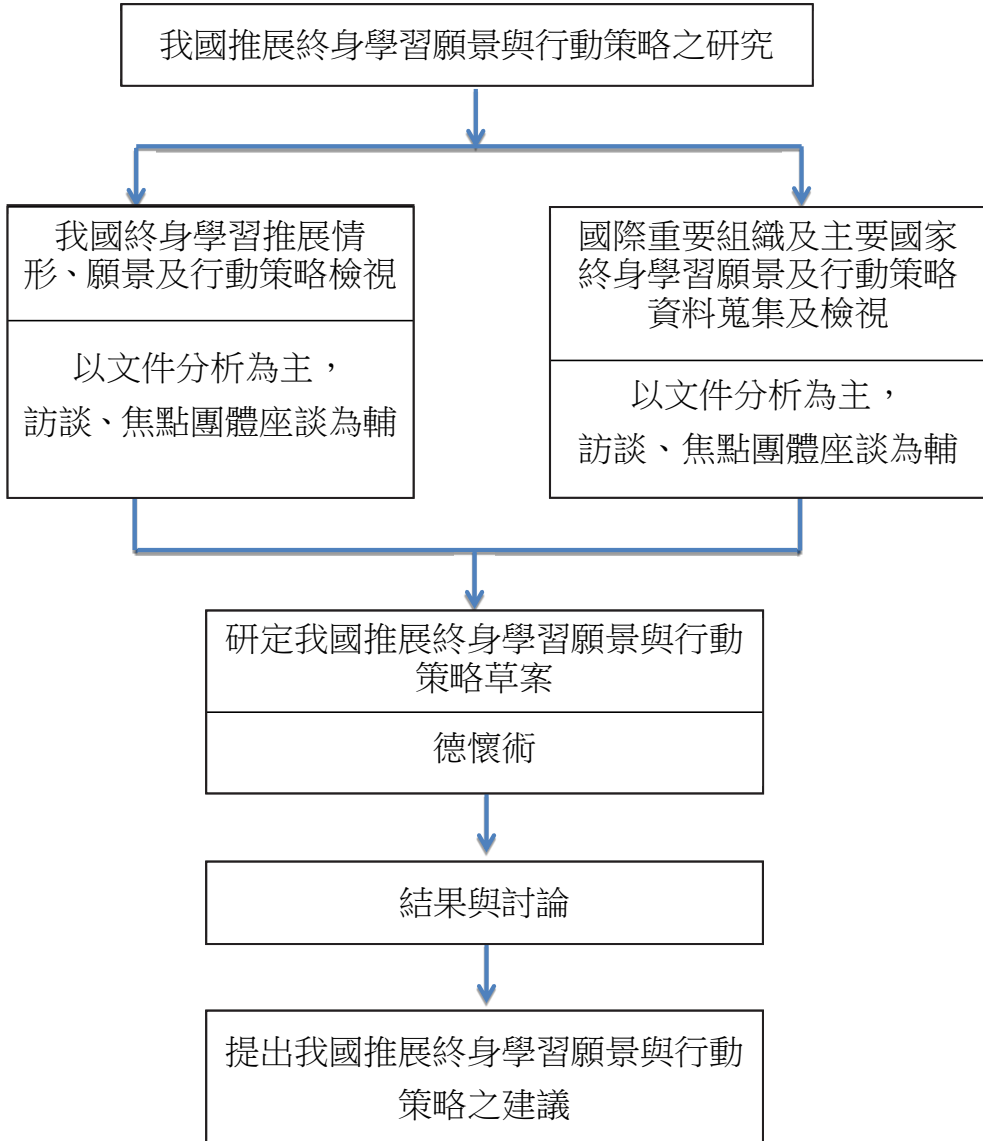 我國推展終身學習願景與行動策略之研究
我國終身學習推展情
形、願景及行動策略檢視
以文件分析為主，
訪談、焦點團體座談為輔
國際重要組織及主要國家
終身學習願景及行動策略
資料蒐集及檢視
以文件分析為主，
訪談、焦點團體座談為輔
研定我國推展終身學習願景與行動
策略草案
德懷術
結果與討論
提出我國推展終身學習願景與行動
策略之建議